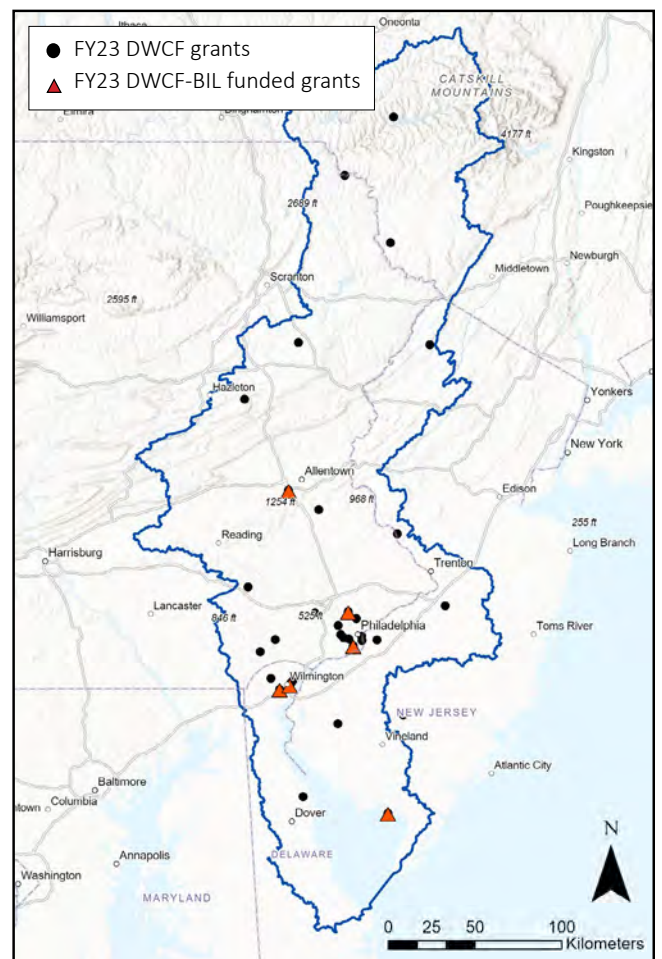 Ithaca
Oneonta
FY23 DWCF grants
FY23 DWCF-BIL funded grants
CATSKILL
MOUNTAINS
Elmira
Binghamton
4177 ft
Kingston
2689 ft
Poughkeepsie
Newburgh
Middletown
Scranton
2595 ft
Williamsport
Hazleton
Yonkers
New York
Allentown
1254 ft
968 ft
Edison
255 ft
Reading
Harrisburg
Long Branch
Trenton
Lancaster
846 ft
525 ft
Philadelphia
Toms River
Wilmington
NEW JERSEY
Vineland
Atlantic City
Baltimore
Columbia
town
Dover
N
DELAWARE
Annapolis
Washington
MARYLAND
0 25 50 100
Kilometers